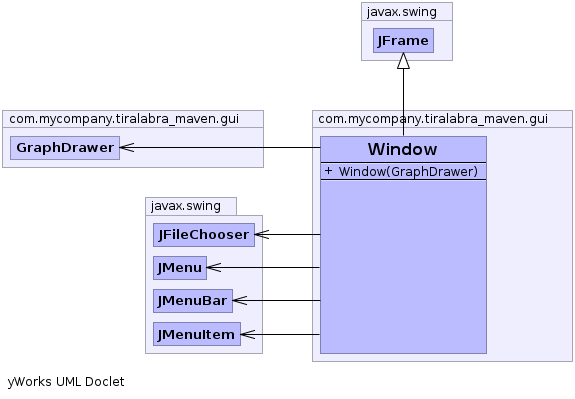 javax.swing
JFrame
com.mycompany.tiralabra_maven.gui
GraphDrawer
com.mycompany.tiralabra_maven.gui
Window
+ Window(GraphDrawer)
javax.swing
JFileChooser
JMenu
JMenuBar
JMenuItem
yWorks UML Doclet